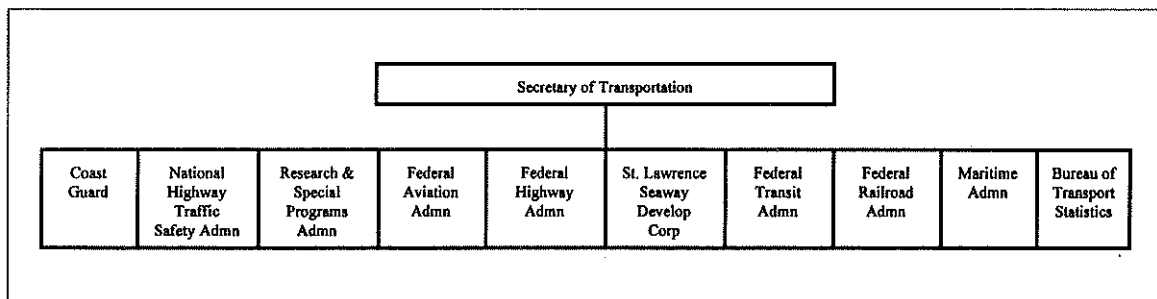 Secretary of Transportation
Coast
Guard
National
Highway
Traffic
Safety Admn
Research &
Special
Programs
Admn
Federal
Aviation
Admn
Federal
Highway
Admn
St. Lawrence
Seaway
Develop
Corp
Federal
Transit
Admn
Federal
Railroad
Admn
Maritime
Admn
Bureau of
Transport
Statistics